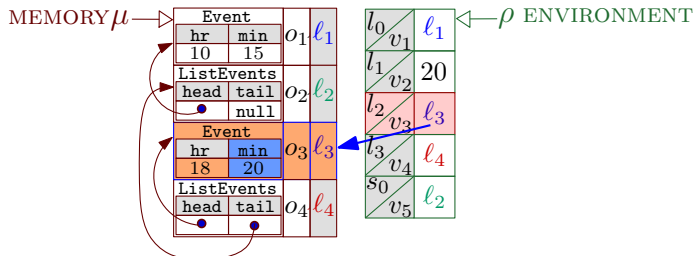 MEMORY μ
Event
hr min
10 15
o₁ ℓ₁
ListEvents
head tail
null
o₂ ℓ₂
Event
hr min
18 20
o₃ ℓ₃
ListEvents
head tail
o₄ ℓ₄
ρ ENVIRONMENT
l₀ v₁ ℓ₁
l₁ v₂ 20
l₂ v₃ ℓ₃
l₃ v₄ ℓ₄
s₀ v₅ ℓ₂